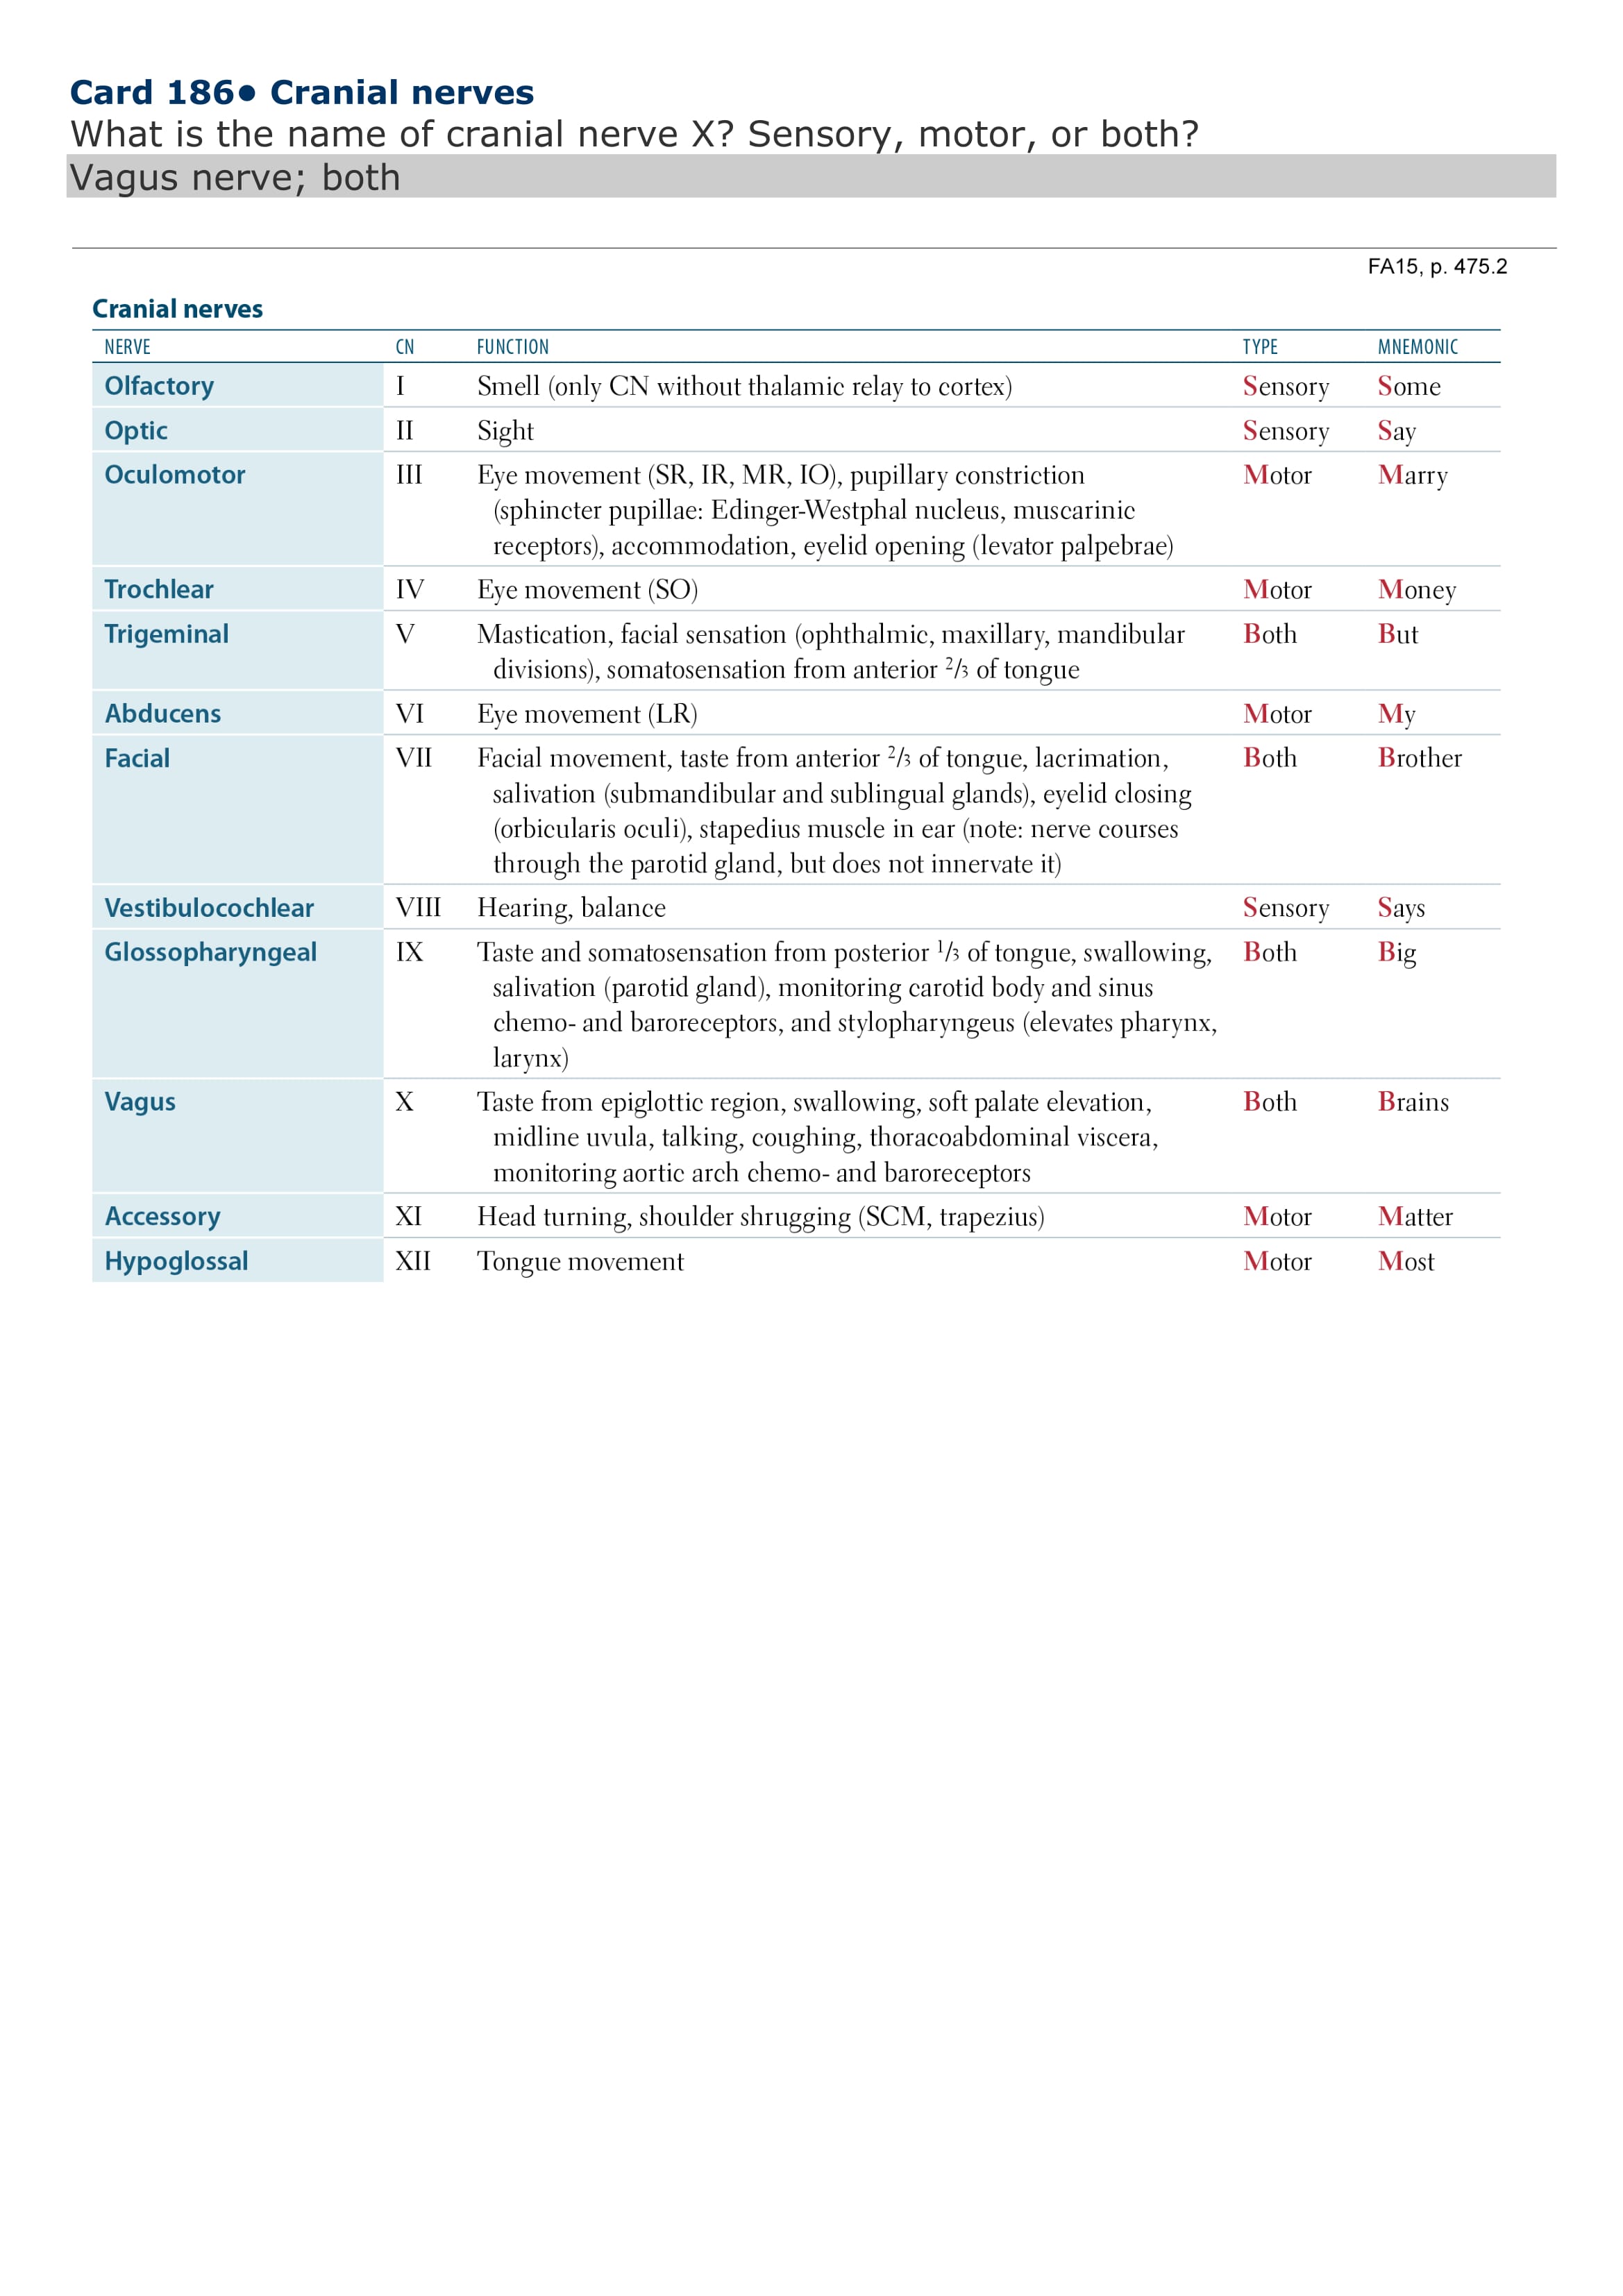 Card 186• Cranial nerves
What is the name of cranial nerve X? Sensory, motor, or both?
Vagus nerve; both
FA15, p. 475.2
Cranial nerves
NERVE CN FUNCTION TYPE MNEMONIC
Olfactory I Smell (only CN without thalamic relay to cortex) Sensory Some
Optic II Sight Sensory Say
Oculomotor III Eye movement (SR, IR, MR, IO), pupillary constriction Motor Marry
(sphincter pupillae: Edinger-Westphal nucleus, muscarinic
receptors), accommodation, eyelid opening (levator palpebrae)
Trochlear IV Eye movement (SO) Motor Money
Trigeminal V Mastication, facial sensation (ophthalmic, maxillary, mandibular Both But
divisions), somatosensation from anterior 2/3 of tongue
Abducens VI Eye movement (LR) Motor My
Facial VII Facial movement, taste from anterior 2/3 of tongue, lacrimation, Both Brother
salivation (submandibular and sublingual glands), eyelid closing
(orbicularis oculi), stapedius muscle in ear (note: nerve courses
through the parotid gland, but does not innervate it)
Vestibulocochlear VIII Hearing, balance Sensory Says
Glossopharyngeal IX Taste and somatosensation from posterior 1/3 of tongue, swallowing, Both Big
salivation (parotid gland), monitoring carotid body and sinus
chemo- and baroreceptors, and stylopharyngeus (elevates pharynx,
larynx)
Vagus X Taste from epiglottic region, swallowing, soft palate elevation, Both Brains
midline uvula, talking, coughing, thoracoabdominal viscera,
monitoring aortic arch chemo- and baroreceptors
Accessory XI Head turning, shoulder shrugging (SCM, trapezius) Motor Matter
Hypoglossal XII Tongue movement Motor Most